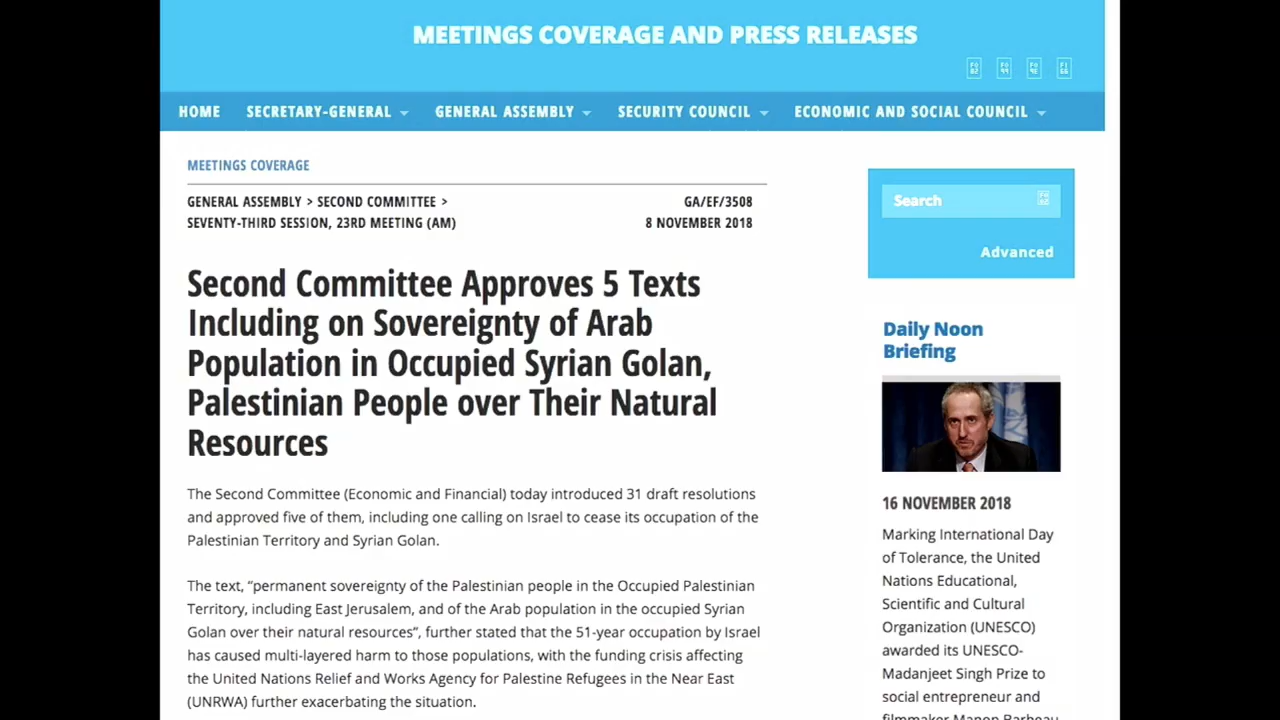 MEETINGS COVERAGE AND PRESS RELEASES
HOME SECRETARY-GENERAL GENERAL ASSEMBLY SECURITY COUNCIL ECONOMIC AND SOCIAL COUNCIL
MEETINGS COVERAGE
GENERAL ASSEMBLY > SECOND COMMITTEE >
SEVENTY-THIRD SESSION, 23RD MEETING (AM)
GA/EF/3508
8 NOVEMBER 2018
Second Committee Approves 5 Texts
Including on Sovereignty of Arab
Population in Occupied Syrian Golan,
Palestinian People over Their Natural
Resources
The Second Committee (Economic and Financial) today introduced 31 draft resolutions
and approved five of them, including one calling on Israel to cease its occupation of the
Palestinian Territory and Syrian Golan.
The text, “permanent sovereignty of the Palestinian people in the Occupied Palestinian
Territory, including East Jerusalem, and of the Arab population in the occupied Syrian
Golan over their natural resources”, further stated that the 51-year occupation by Israel
has caused multi-layered harm to those populations, with the funding crisis affecting
the United Nations Relief and Works Agency for Palestine Refugees in the Near East
(UNRWA) further exacerbating the situation.
Search
Advanced
Daily Noon
Briefing
16 NOVEMBER 2018
Marking International Day
of Tolerance, the United
Nations Educational,
Scientific and Cultural
Organization (UNESCO)
awarded its UNESCO-
Madanjeet Singh Prize to
social entrepreneur and
filmmaker Manon Barbeau